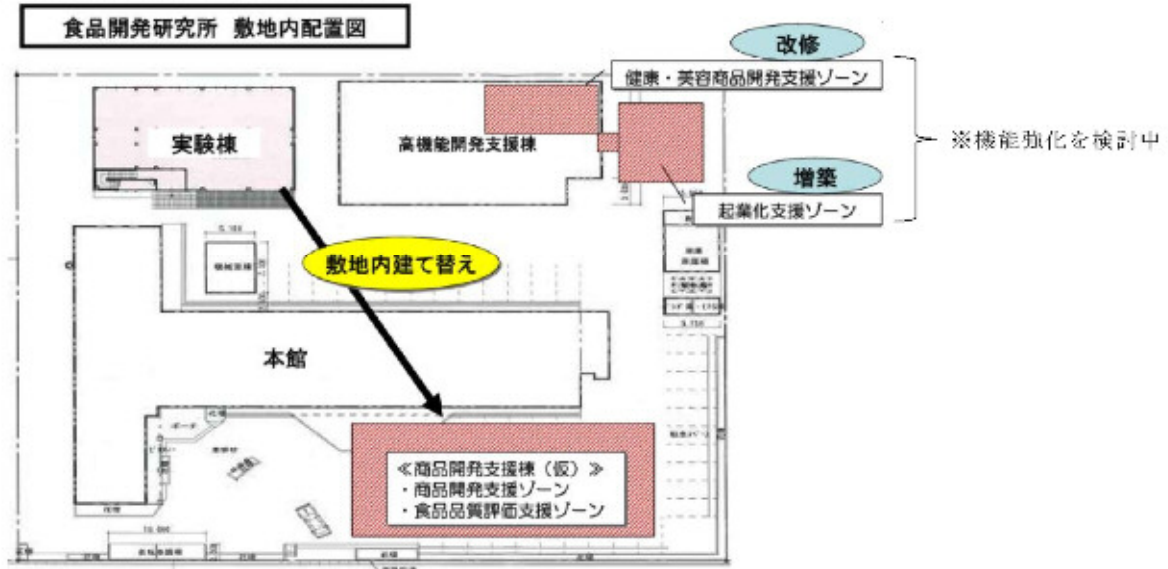 食品開発研究所 敷地内配置図
改修
健康・美容商品開発支援ゾーン
実験棟
高機能開発支援棟
※機能強化を検討中
増築
起業化支援ゾーン
敷地内建て替え
本館
ポーチ
≪商品開発支援棟（仮）≫
・商品開発支援ゾーン
・食品品質評価支援ゾーン